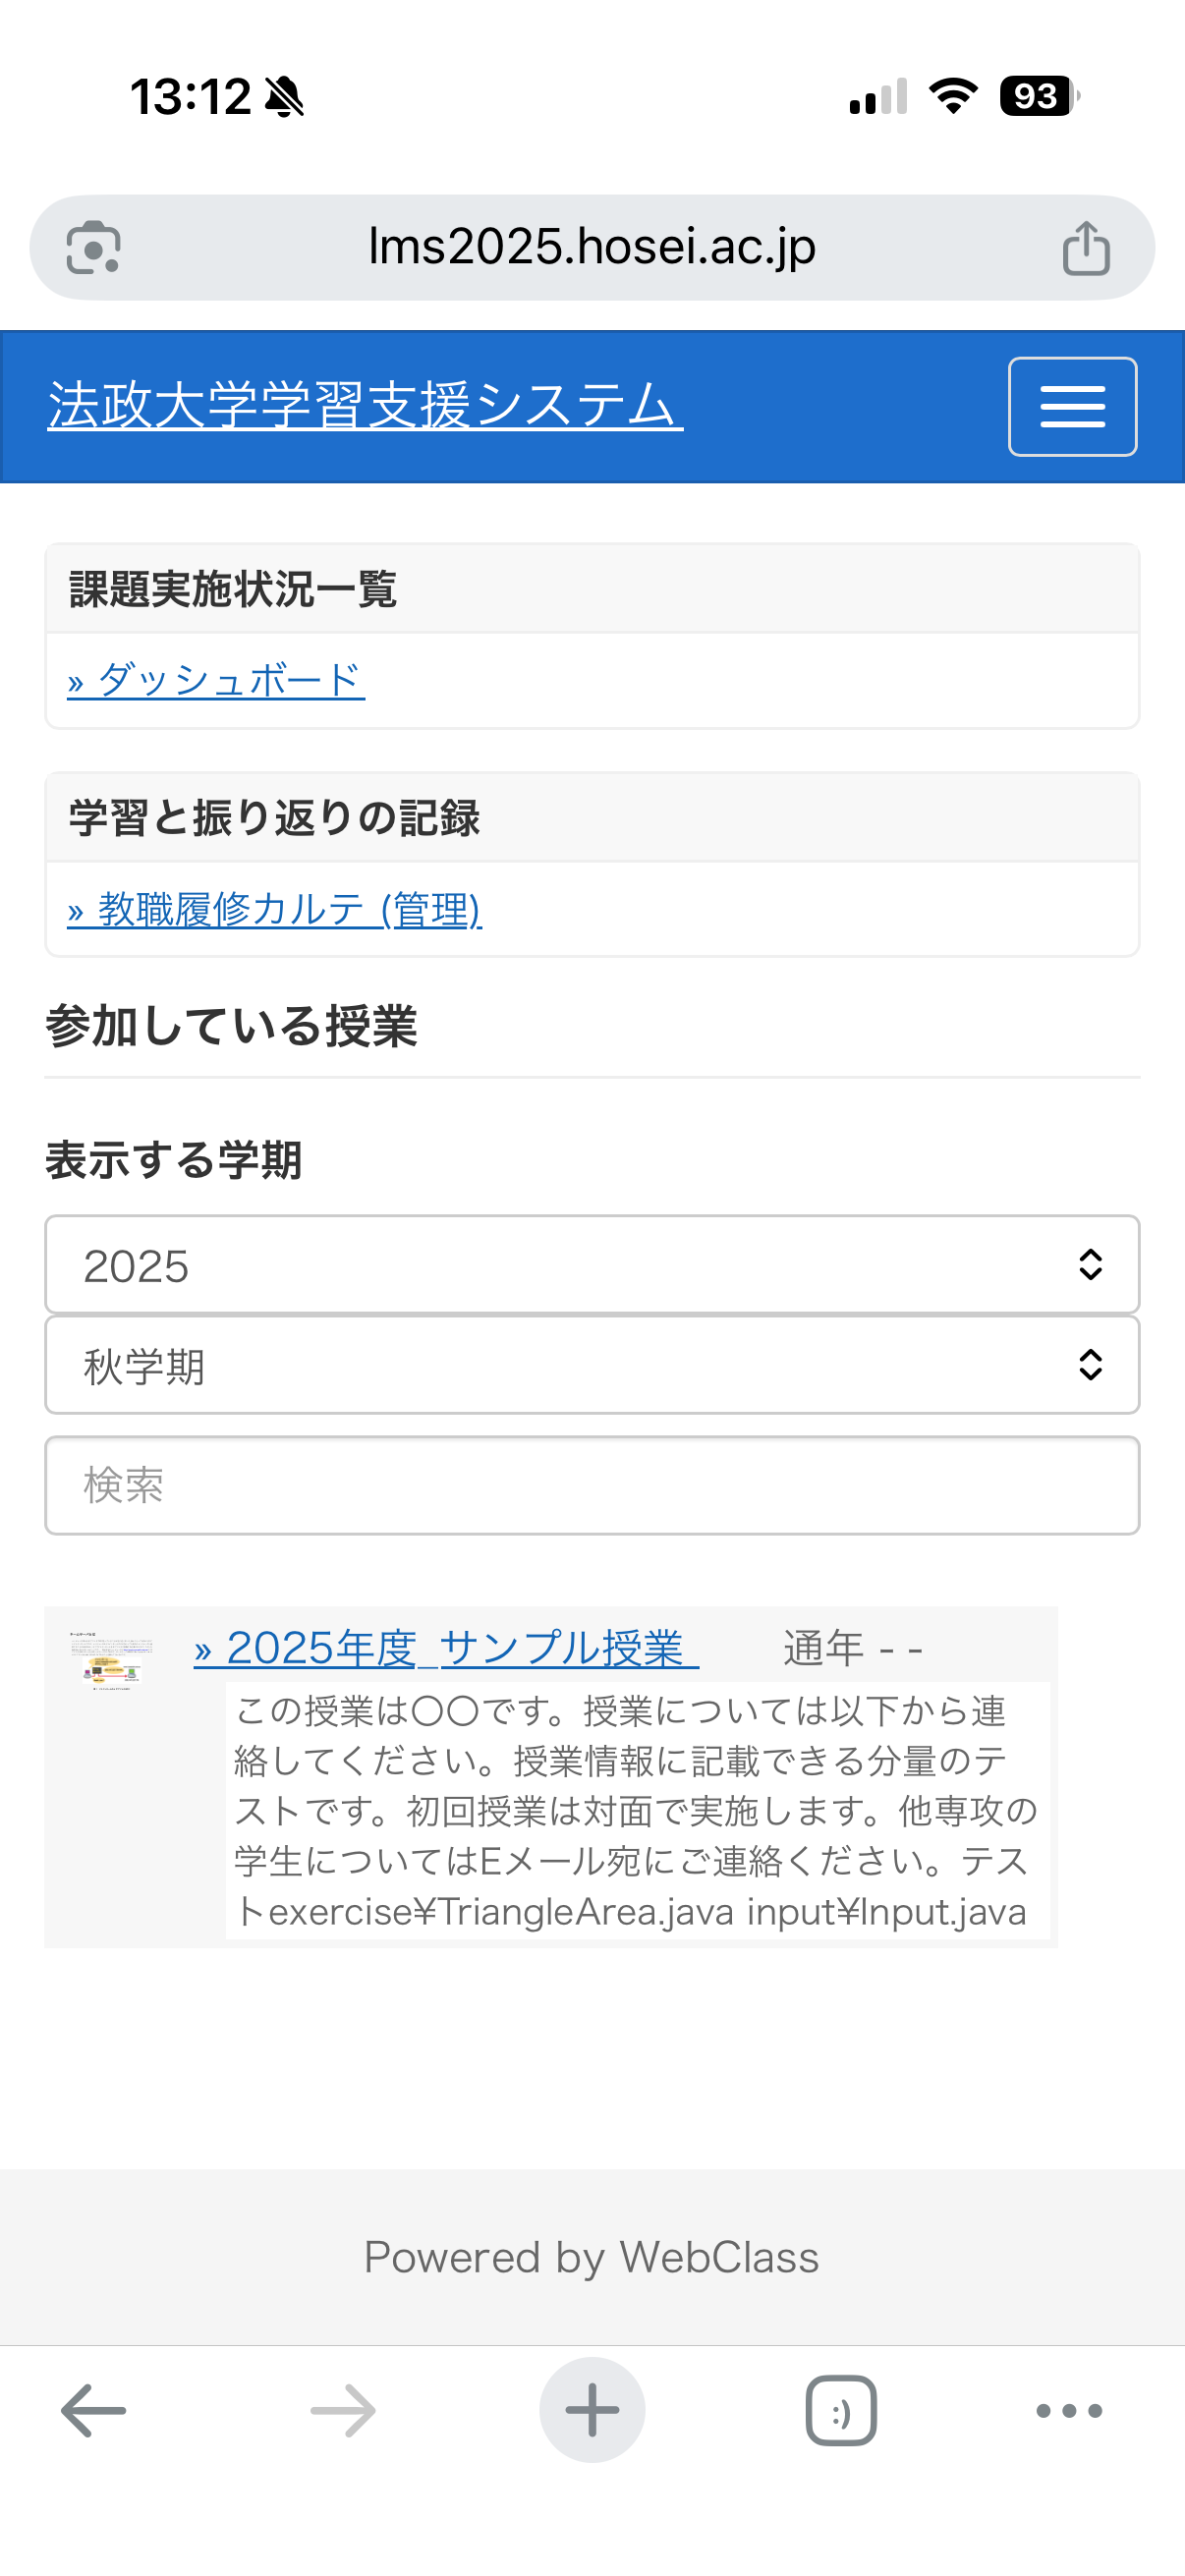 13:12
93
lms2025.hosei.ac.jp
法政大学学習支援システム
課題実施状況一覧
» ダッシュボード
学習と振り返りの記録
» 教職履修カルテ (管理)
参加している授業
表示する学期
2025
秋学期
検索
» 2025年度_サンプル授業 通年 - -
この授業は〇〇です。授業については以下から連
絡してください。授業情報に記載できる分量のテ
ストです。初回授業は対面で実施します。他専攻の
学生についてはEメール宛にご連絡ください。テス
トexercise¥TriangleArea.java input¥Input.java
Powered by WebClass
:)